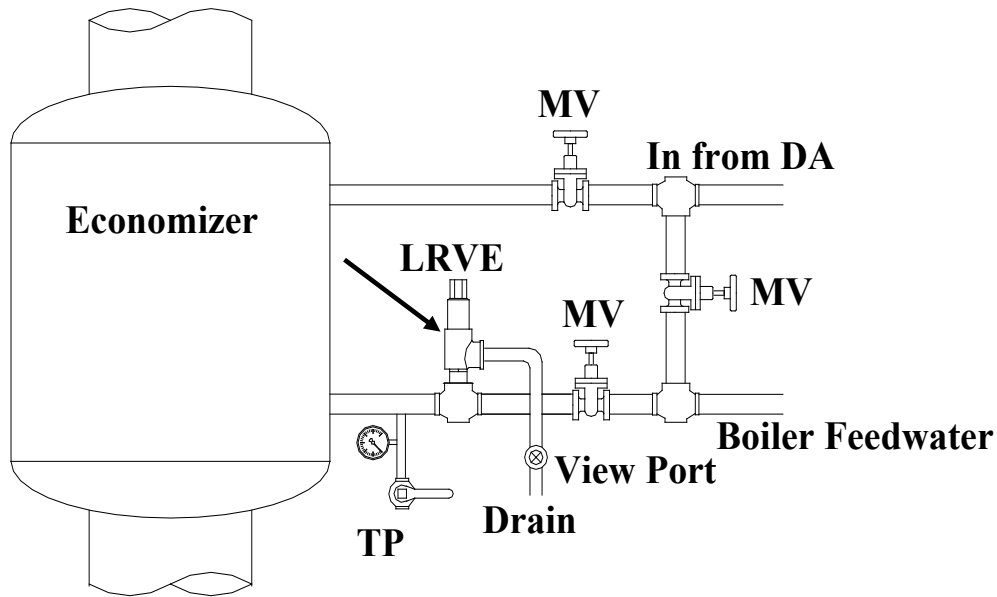 MV
In from DA
Economizer
LRVE
MV
MV
Boiler Feedwater
View Port
Drain
TP